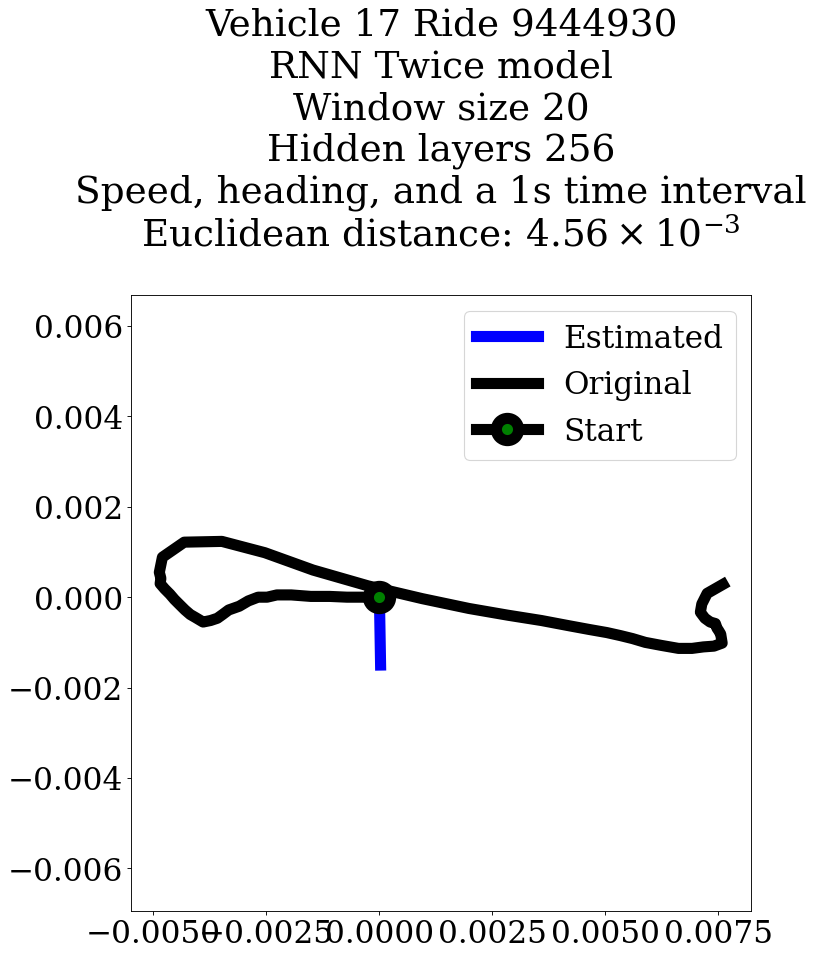 Vehicle 17 Ride 9444930
RNN Twice model
Window size 20
Hidden layers 256
Speed, heading, and a 1s time interval
Euclidean distance: 4.56 × 10⁻³
Estimated
Original
Start
0.006
0.004
0.002
0.000
−0.002
−0.004
−0.006
−0.0050 −0.0025 0.0000 0.0025 0.0050 0.0075